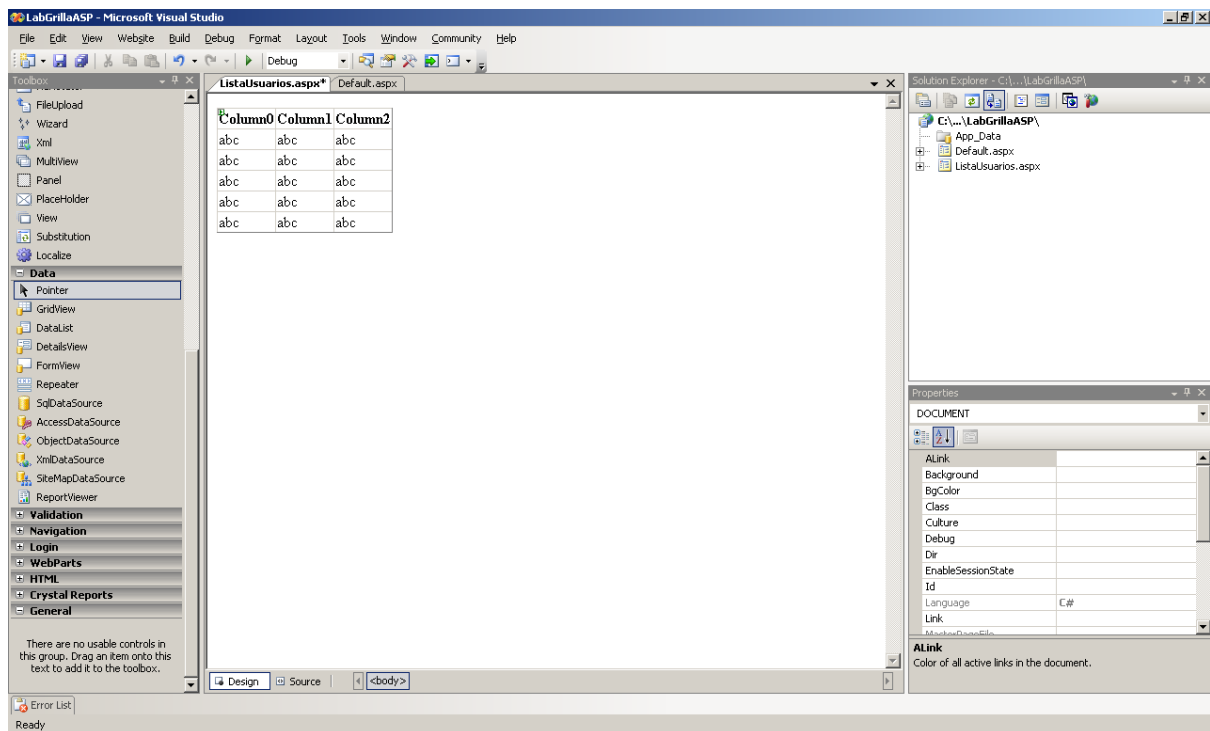 LabGrillaASP - Microsoft Visual Studio
File Edit View Website Build Debug Format Layout Tools Window Community Help
Debug
Toolbox
FileUpload
Wizard
Xml
MultiView
Panel
PlaceHolder
View
Substitution
Localize
Data
Pointer
GridView
DataList
DetailsView
FormView
Repeater
SqlDataSource
AccessDataSource
ObjectDataSource
XmlDataSource
SiteMapDataSource
ReportViewer
Validation
Navigation
Login
WebParts
HTML
Crystal Reports
General
There are no usable controls in
this group. Drag an item onto this
text to add it to the toolbox.
ListaUsuarios.aspx* Default.aspx
Column0 Column1 Column2
abc abc abc
abc abc abc
abc abc abc
abc abc abc
abc abc abc
Design Source <body>
Solution Explorer - C:\...\LabGrillaASP\
C:\...\LabGrillaASP\
App_Data
Default.aspx
ListaUsuarios.aspx
Properties
DOCUMENT
ALink
Background
BgColor
Class
Culture
Debug
Dir
EnableSessionState
Id
Language C#
Link
MasterPageFile
ALink
Color of all active links in the document.
Error List
Ready